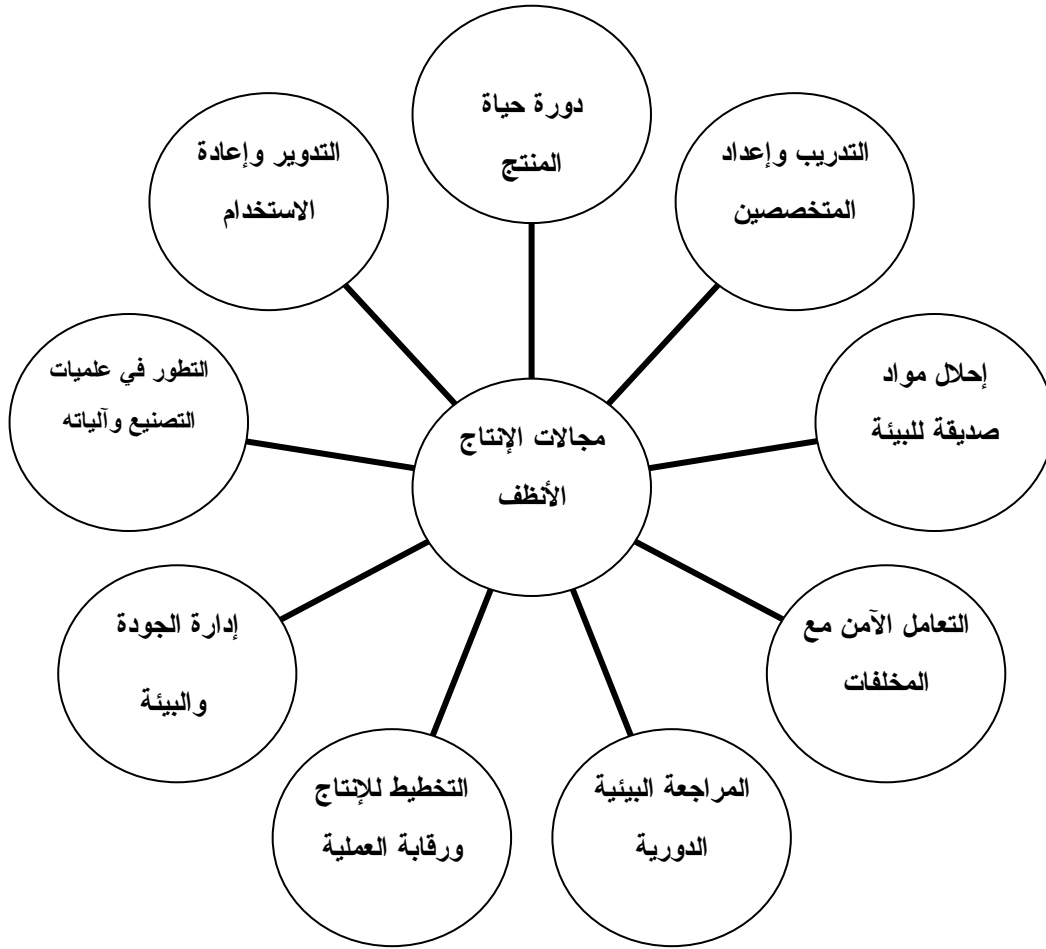 دورة حياة
المنتج
التدريب وإعداد
المتخصصين
إحلال مواد
صديقة للبيئة
التعامل الآمن مع
المخلفات
المراجعة البيئية
الدورية
التخطيط للإنتاج
ورقابة العملية
إدارة الجودة
والبيئة
التطور في علميات
التصنيع وآلياته
التدوير وإعادة
الاستخدام
مجالات الإنتاج
الأنظف